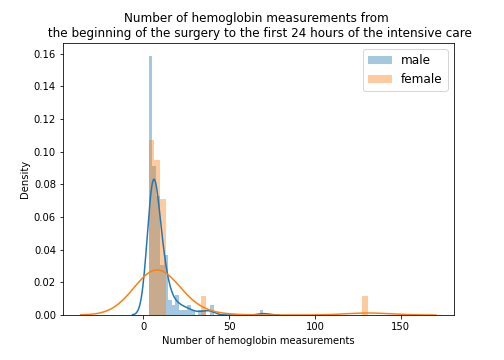 Number of hemoglobin measurements from
the beginning of the surgery to the first 24 hours of the intensive care
male
female
0.16
0.14
0.12
0.10
0.08
0.06
0.04
0.02
0.00
Density
0 50 100 150
Number of hemoglobin measurements